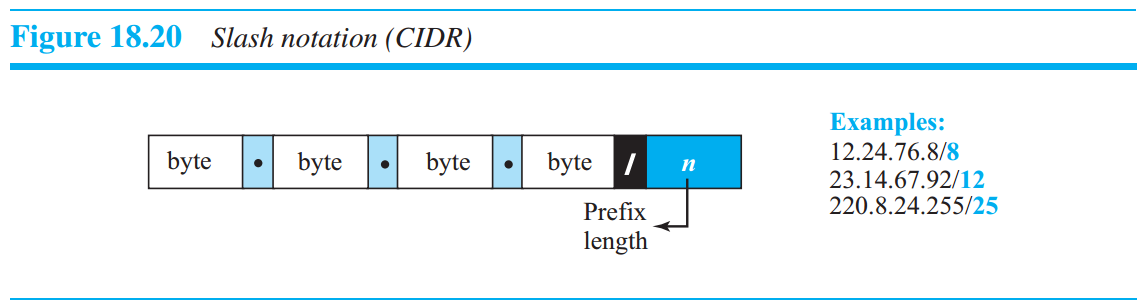 Figure 18.20 Slash notation (CIDR)
byte • byte • byte • byte / n
Prefix
length
Examples:
12.24.76.8/8
23.14.67.92/12
220.8.24.255/25